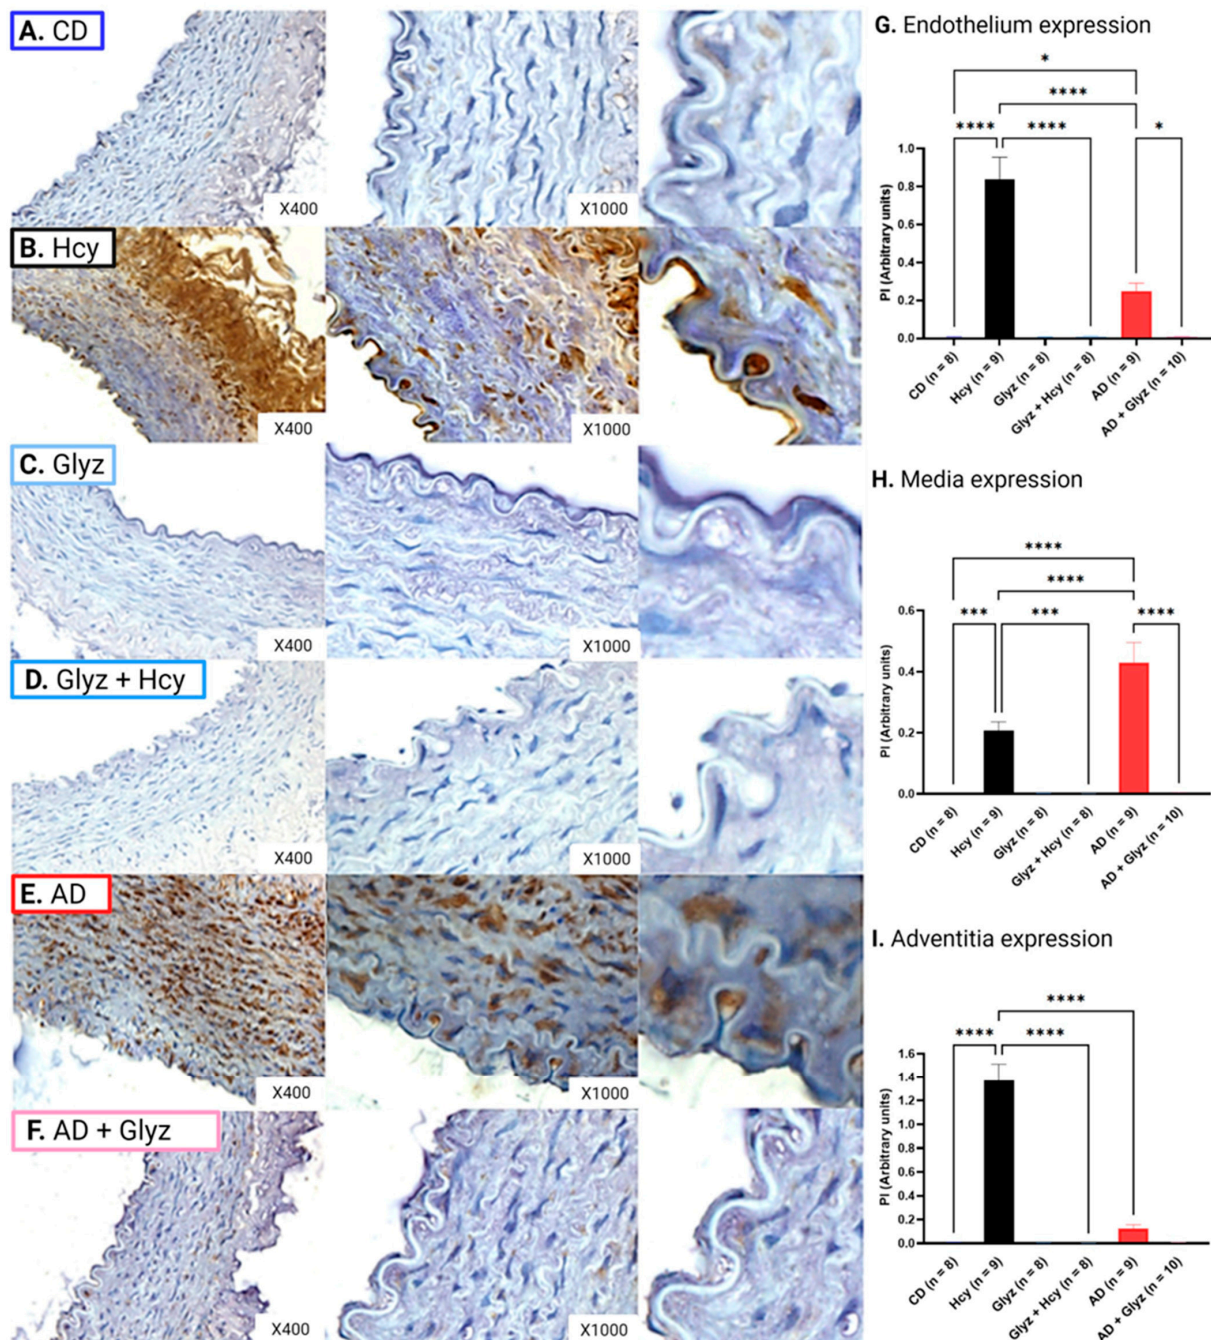 A. CD
X400
X1000
B. Hcy
X400
X1000
C. Glyz
X400
X1000
D. Glyz + Hcy
X400
X1000
E. AD
X400
X1000
F. AD + Glyz
X400
X1000
G. Endothelium expression
*
****
**** **** *
PI (Arbitrary units)
1.0
0.8
0.6
0.4
0.2
0.0
CD (n = 8)
Hcy (n = 9)
Glyz (n = 8)
Glyz + Hcy (n = 8)
AD (n = 9)
AD + Glyz (n = 10)
H. Media expression
****
****
*** *** ****
PI (Arbitrary units)
0.6
0.4
0.2
0.0
CD (n = 8)
Hcy (n = 9)
Glyz (n = 8)
Glyz + Hcy (n = 8)
AD (n = 9)
AD + Glyz (n = 10)
I. Adventitia expression
****
**** ****
PI (Arbitrary units)
1.6
1.4
1.2
1.0
0.8
0.6
0.4
0.2
0.0
CD (n = 8)
Hcy (n = 9)
Glyz (n = 8)
Glyz + Hcy (n = 8)
AD (n = 9)
AD + Glyz (n = 10)